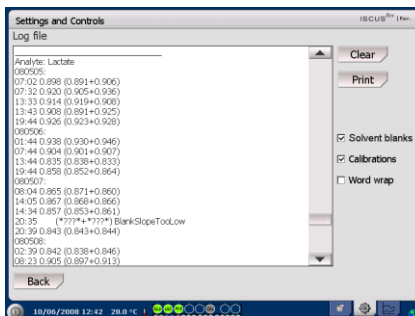 Settings and Controls
ISCUS flex | Rev.
Log file
Analyte: Lactate
080505:
07:02 0.898 (0.891+0.906)
07:32 0.920 (0.905+0.936)
13:33 0.914 (0.919+0.908)
13:43 0.908 (0.891+0.925)
19:44 0.926 (0.923+0.928)
080506:
01:44 0.938 (0.930+0.946)
07:44 0.904 (0.901+0.907)
13:44 0.835 (0.838+0.833)
19:44 0.858 (0.852+0.864)
080507:
08:04 0.865 (0.871+0.860)
14:05 0.867 (0.868+0.866)
14:34 0.857 (0.853+0.861)
20:35 (*???*+*???*) BlankSlopeTooLow
20:39 0.843 (0.843+0.844)
080508:
02:39 0.842 (0.838+0.846)
08:23 0.905 (0.897+0.913)
Clear
Print
Solvent blanks
Calibrations
Word wrap
Back
10/06/2008 12:42 28.0 °C